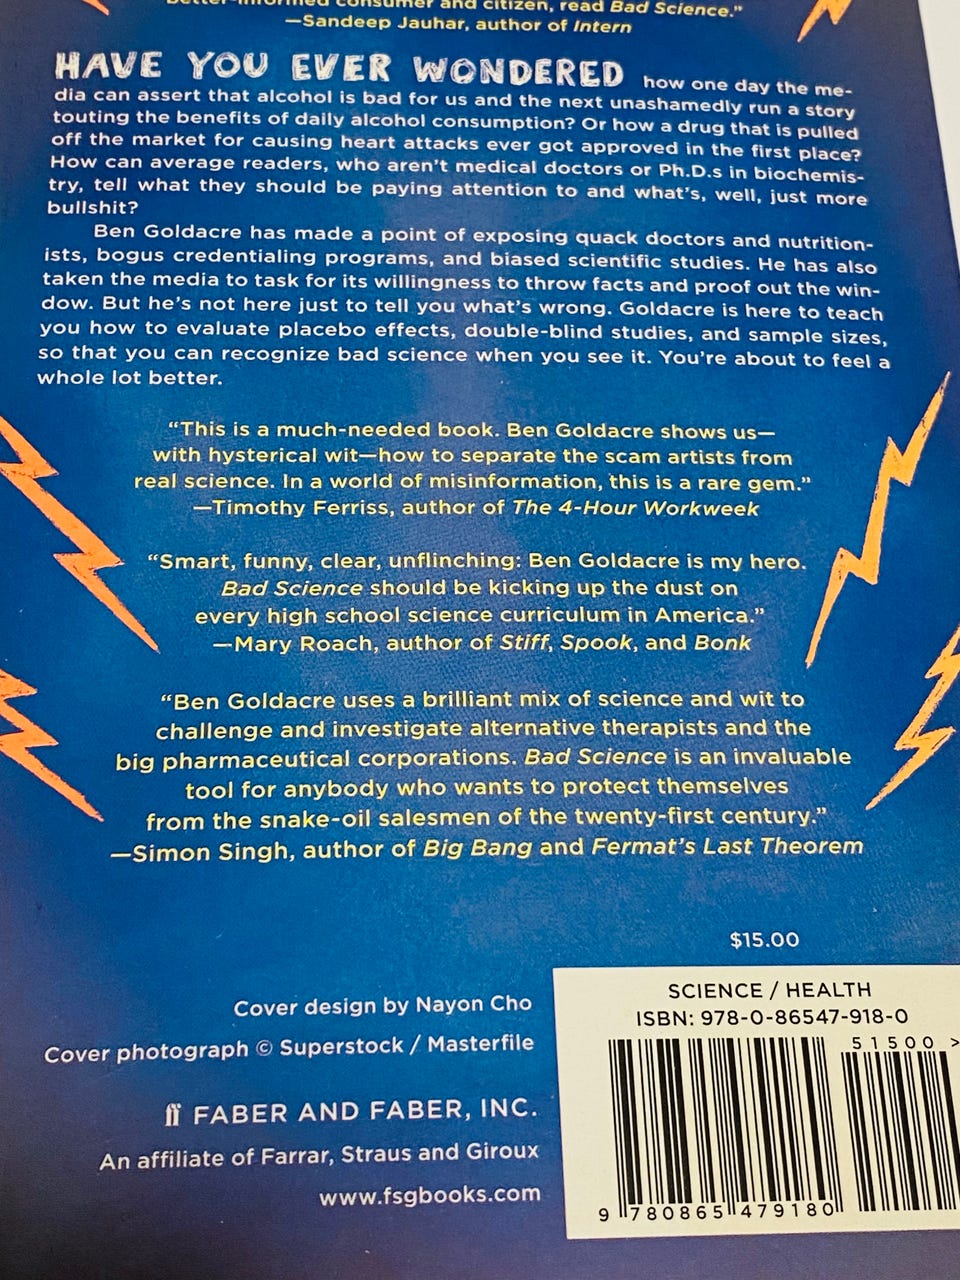 better-informed consumer and citizen, read Bad Science."
—Sandeep Jauhar, author of Intern
HAVE YOU EVER WONDERED how one day the me-
dia can assert that alcohol is bad for us and the next unashamedly run a story
touting the benefits of daily alcohol consumption? Or how a drug that is pulled
off the market for causing heart attacks ever got approved in the first place?
How can average readers, who aren't medical doctors or Ph.D.s in biochemis-
try, tell what they should be paying attention to and what's, well, just more
bullshit?
Ben Goldacre has made a point of exposing quack doctors and nutrition-
ists, bogus credentialing programs, and biased scientific studies. He has also
taken the media to task for its willingness to throw facts and proof out the win-
dow. But he's not here just to tell you what's wrong. Goldacre is here to teach
you how to evaluate placebo effects, double-blind studies, and sample sizes,
so that you can recognize bad science when you see it. You're about to feel a
whole lot better.
"This is a much-needed book. Ben Goldacre shows us—
with hysterical wit—how to separate the scam artists from
real science. In a world of misinformation, this is a rare gem."
—Timothy Ferriss, author of The 4-Hour Workweek
"Smart, funny, clear, unflinching: Ben Goldacre is my hero.
Bad Science should be kicking up the dust on
every high school science curriculum in America."
—Mary Roach, author of Stiff, Spook, and Bonk
"Ben Goldacre uses a brilliant mix of science and wit to
challenge and investigate alternative therapists and the
big pharmaceutical corporations. Bad Science is an invaluable
tool for anybody who wants to protect themselves
from the snake-oil salesmen of the twenty-first century."
—Simon Singh, author of Big Bang and Fermat's Last Theorem
$15.00
Cover design by Nayon Cho
Cover photograph © Superstock / Masterfile
ff FABER AND FABER, INC.
An affiliate of Farrar, Straus and Giroux
www.fsgbooks.com
SCIENCE / HEALTH
ISBN: 978-0-86547-918-0
51500 >
9 780865 479180